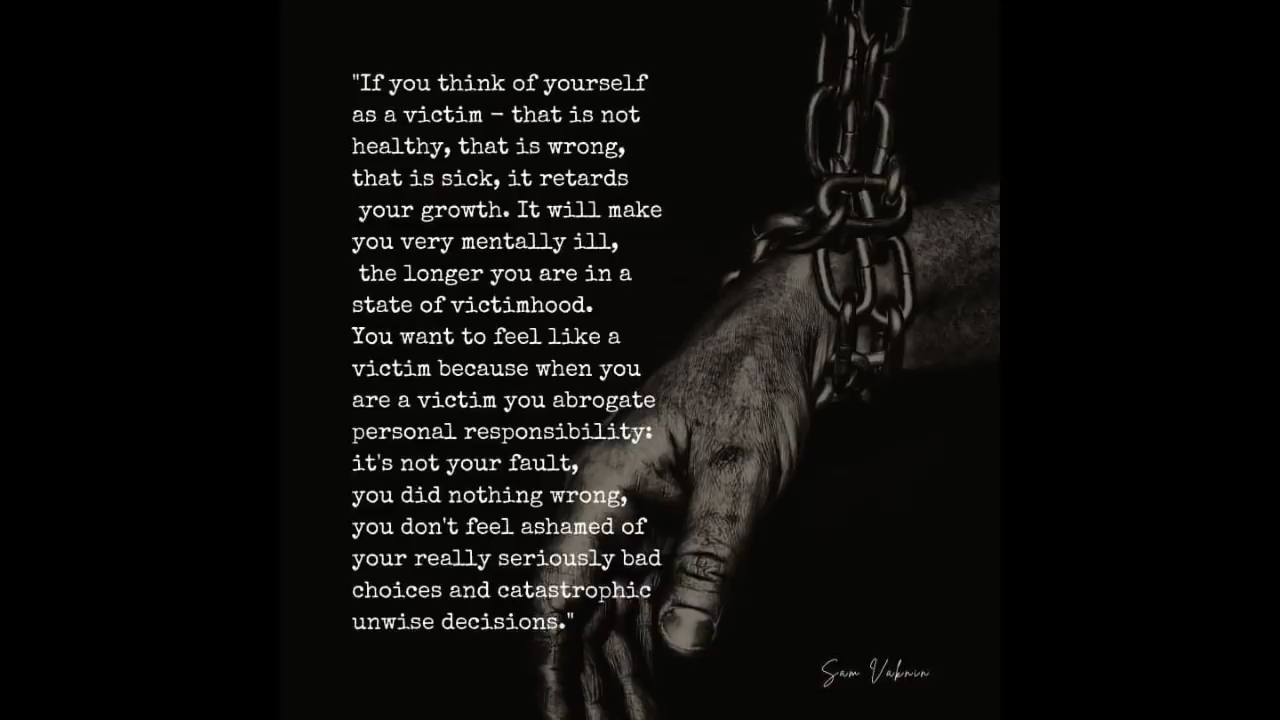 "If you think of yourself
as a victim - that is not
healthy, that is wrong,
that is sick, it retards
your growth. It will make
you very mentally ill,
the longer you are in a
state of victimhood.
You want to feel like a
victim because when you
are a victim you abrogate
personal responsibility:
it's not your fault,
you did nothing wrong,
you don't feel ashamed of
your really seriously bad
choices and catastrophic
unwise decisions."
Sam Vaknin